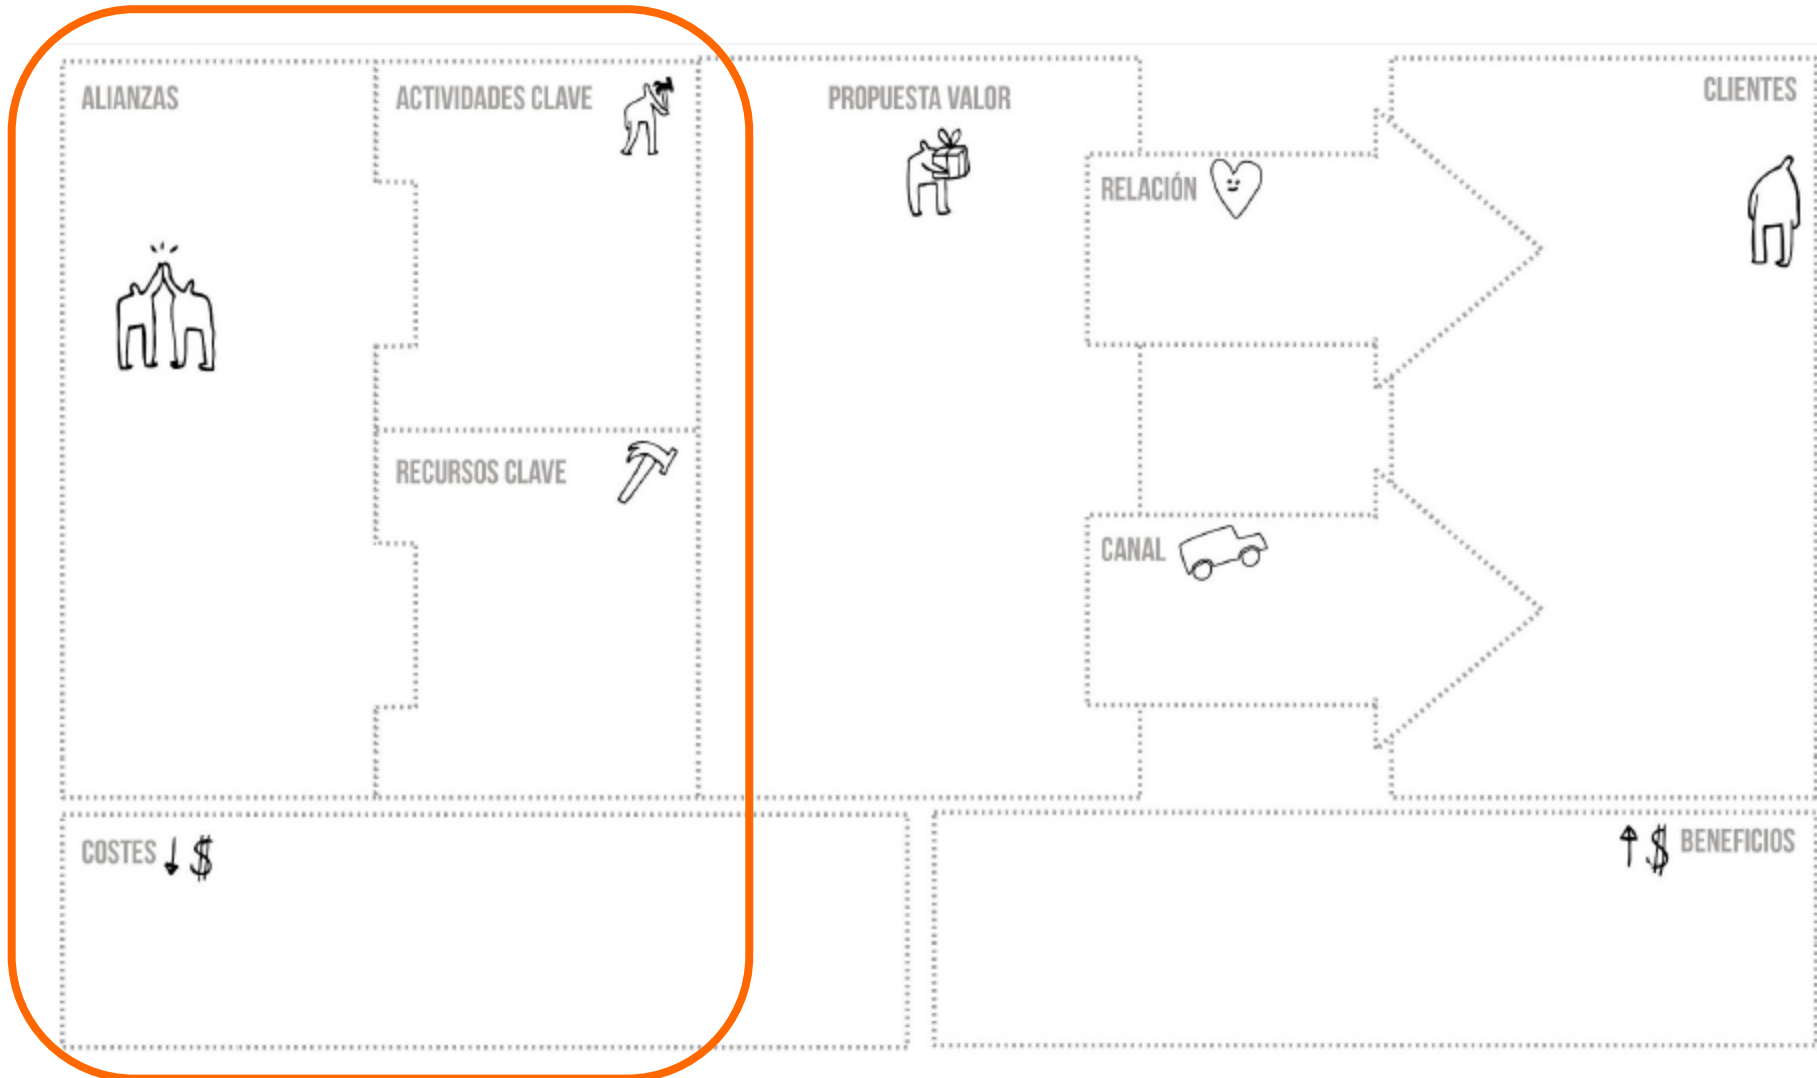 ALIANZAS
ACTIVIDADES CLAVE
RECURSOS CLAVE
PROPUESTA VALOR
RELACIÓN
CANAL
CLIENTES
COSTES ↓ $
↑ $ BENEFICIOS